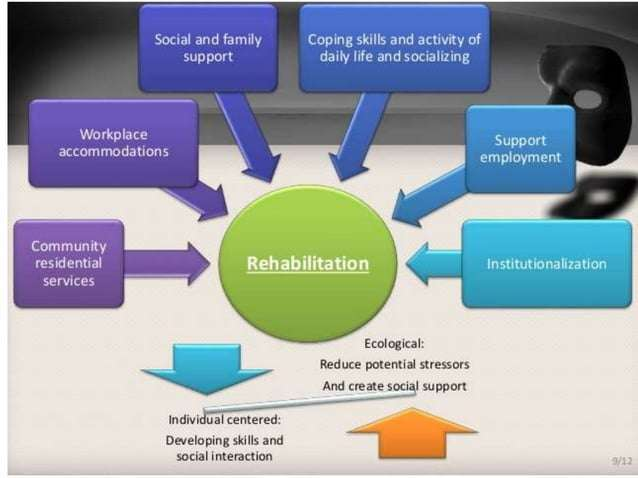 Social and family
support
Coping skills and activity of
daily life and socializing
Workplace
accommodations
Support
employment
Community
residential
services
Rehabilitation
Institutionalization
Ecological:
Reduce potential stressors
And create social support
Individual centered:
Developing skills and
social interaction
9/12